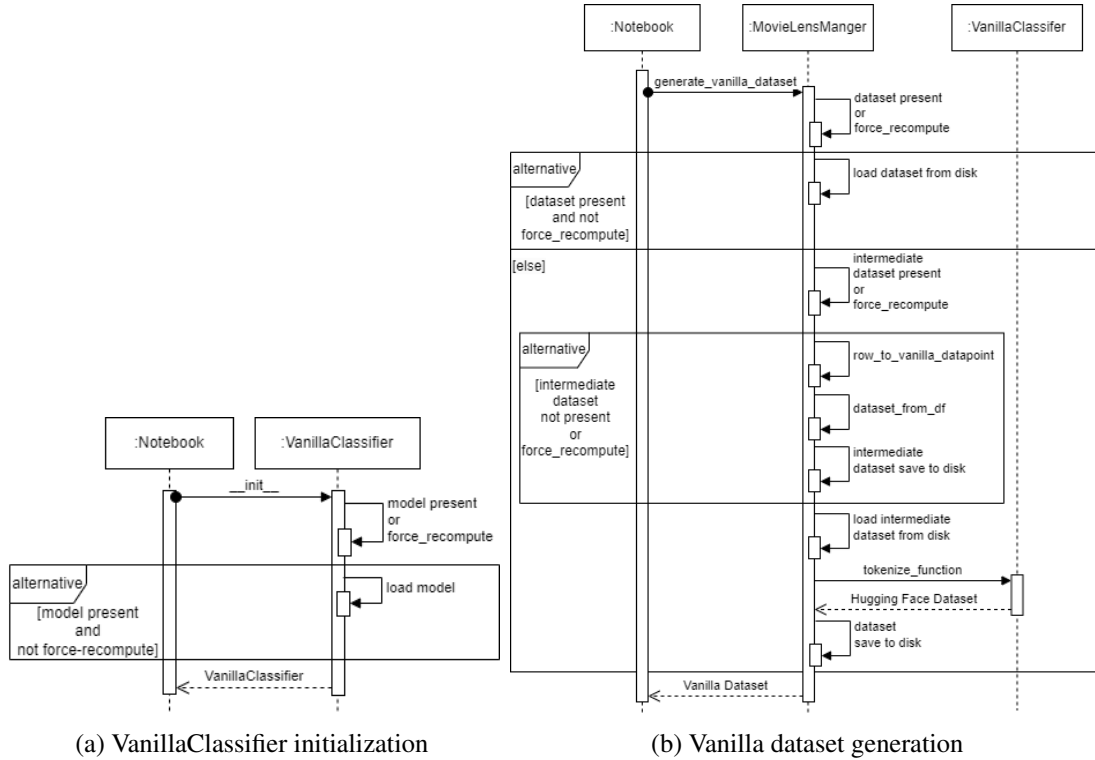 :Notebook
:VanillaClassifier
__init__
model present
or
force_recompute
alternative
load model
[model present
and
not force-recompute]
VanillaClassifier
(a) VanillaClassifier initialization
:Notebook
:MovieLensManger
:VanillaClassifer
generate_vanilla_dataset
dataset present
or
force_recompute
alternative
load dataset from disk
[dataset present
and not
force_recompute]
[else]
intermediate
dataset present
or
force_recompute
alternative
row_to_vanilla_datapoint
[intermediate
dataset
not present
or
force_recompute]
dataset_from_df
intermediate
dataset save to disk
load intermediate
dataset from disk
tokenize_function
Hugging Face Dataset
dataset
save to disk
Vanilla Dataset
(b) Vanilla dataset generation